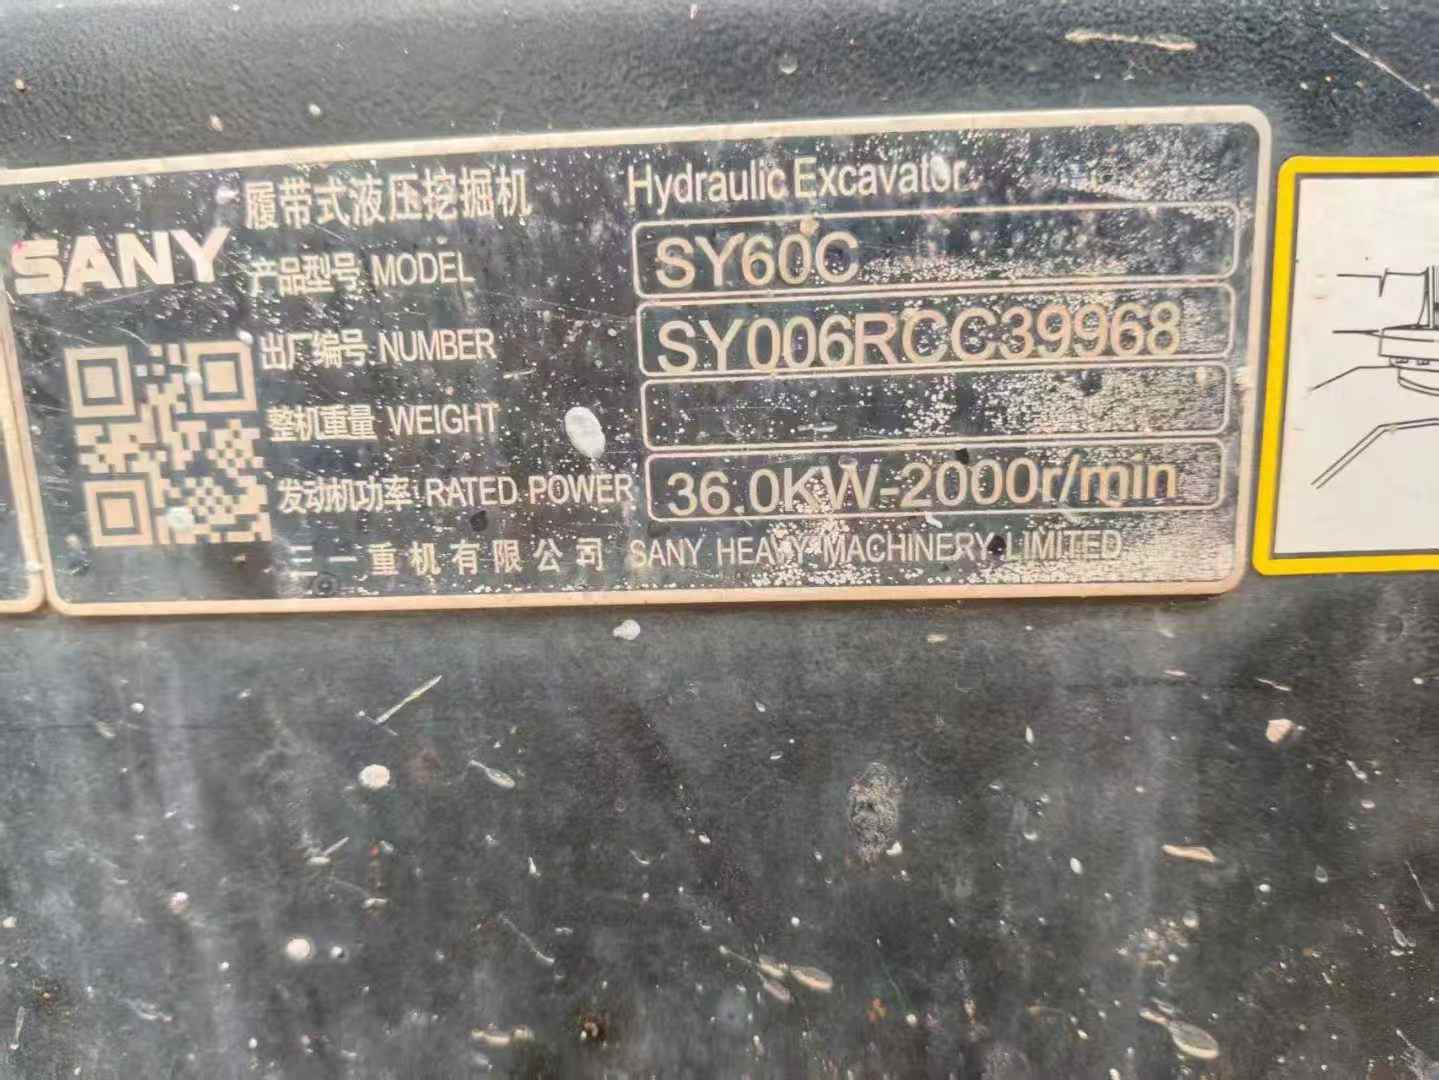 履带式液压挖掘机 Hydraulic Excavator
SANY
产品型号 MODEL SY60C
出厂编号 NUMBER SY006RCC39968
整机重量 WEIGHT
发动机功率 RATED POWER 36.0KW-2000r/min
三一重机有限公司 SANY HEAVY MACHINERY LIMITED